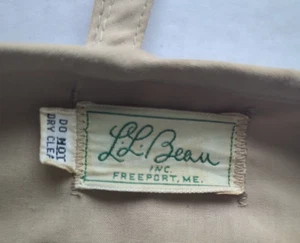 DO NOT
DRY CLEAN
L.L. Bean
INC.
FREEPORT, ME.